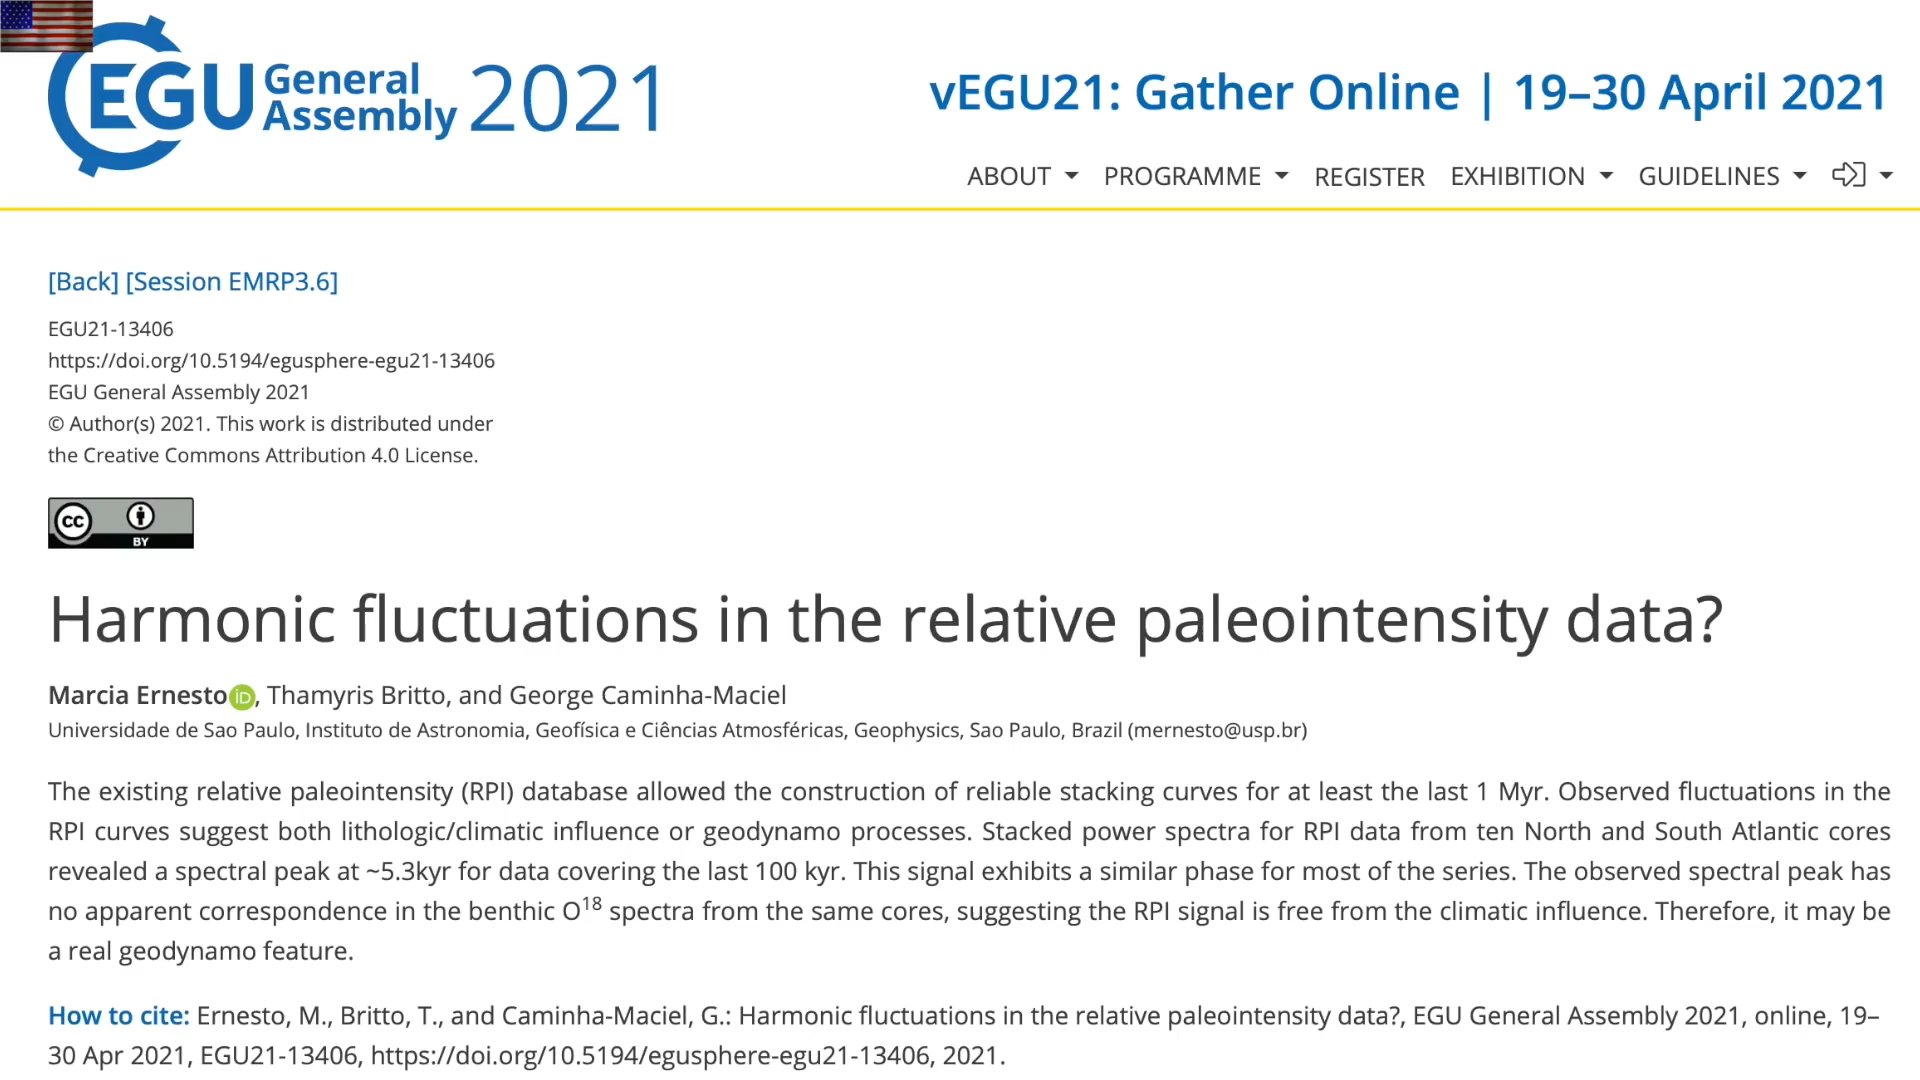 EGU General Assembly 2021
vEGU21: Gather Online | 19–30 April 2021
ABOUT PROGRAMME REGISTER EXHIBITION GUIDELINES
[Back] [Session EMRP3.6]
EGU21-13406
https://doi.org/10.5194/egusphere-egu21-13406
EGU General Assembly 2021
© Author(s) 2021. This work is distributed under
the Creative Commons Attribution 4.0 License.
cc BY
Harmonic fluctuations in the relative paleointensity data?
Marcia Ernesto iD, Thamyris Britto, and George Caminha-Maciel
Universidade de Sao Paulo, Instituto de Astronomia, Geofísica e Ciências Atmosféricas, Geophysics, Sao Paulo, Brazil (mernesto@usp.br)
The existing relative paleointensity (RPI) database allowed the construction of reliable stacking curves for at least the last 1 Myr. Observed fluctuations in the
RPI curves suggest both lithologic/climatic influence or geodynamo processes. Stacked power spectra for RPI data from ten North and South Atlantic cores
revealed a spectral peak at ~5.3kyr for data covering the last 100 kyr. This signal exhibits a similar phase for most of the series. The observed spectral peak has
no apparent correspondence in the benthic O18 spectra from the same cores, suggesting the RPI signal is free from the climatic influence. Therefore, it may be
a real geodynamo feature.
How to cite: Ernesto, M., Britto, T., and Caminha-Maciel, G.: Harmonic fluctuations in the relative paleointensity data?, EGU General Assembly 2021, online, 19–
30 Apr 2021, EGU21-13406, https://doi.org/10.5194/egusphere-egu21-13406, 2021.